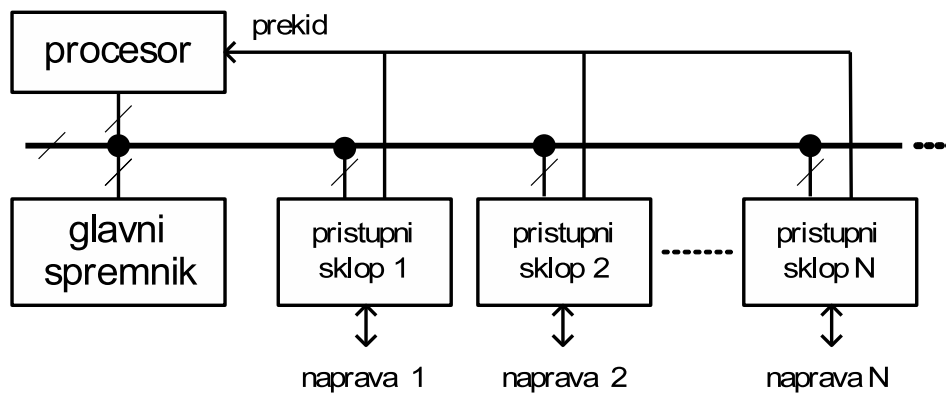 prekid
procesor
glavni
spremnik
pristupni
sklop 1
pristupni
sklop 2
pristupni
sklop N
naprava 1
naprava 2
naprava N